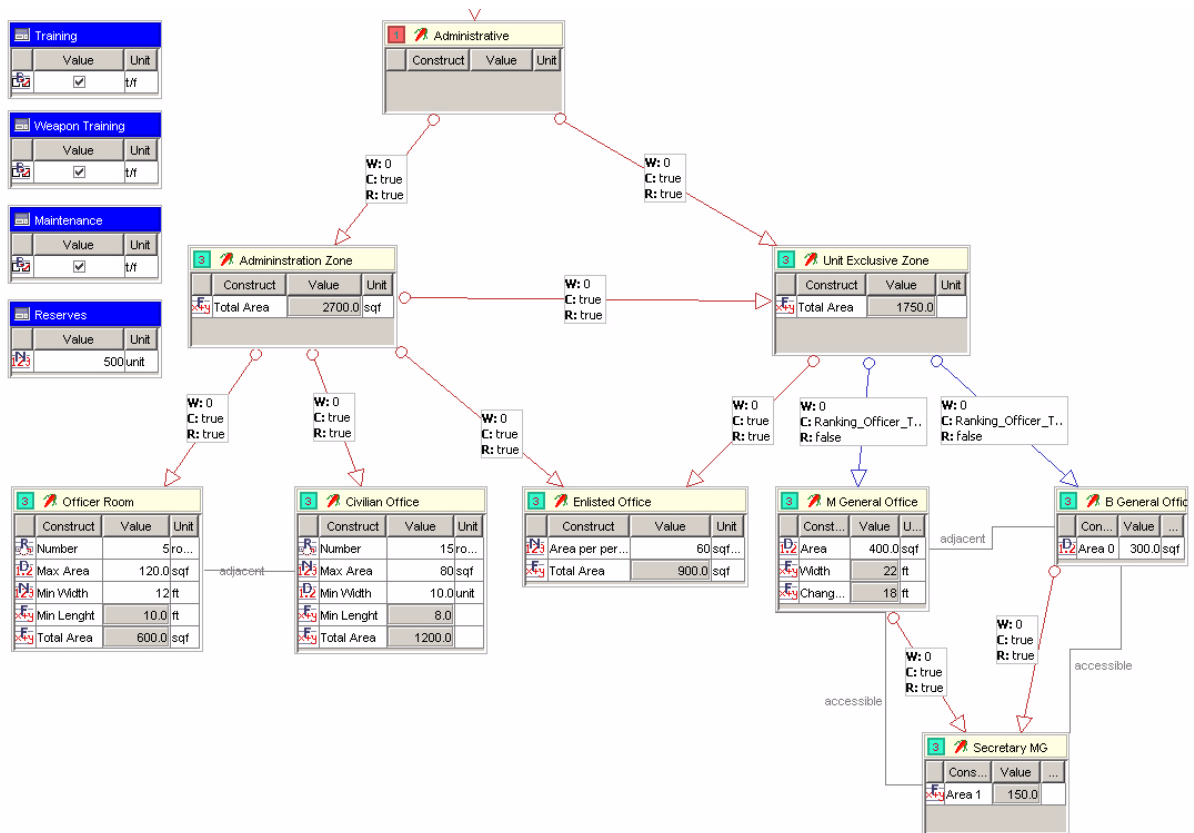 Training
Value Unit
t/f
Weapon Training
Value Unit
t/f
Maintenance
Value Unit
t/f
Reserves
Value Unit
500 unit
1 Administrative
Construct Value Unit
W: 0
C: true
R: true
W: 0
C: true
R: true
3 Admininstration Zone
Construct Value Unit
Total Area 2700.0 sqf
W: 0
C: true
R: true
3 Unit Exclusive Zone
Construct Value Unit
Total Area 1750.0
W: 0
C: true
R: true
W: 0
C: true
R: true
W: 0
C: true
R: true
W: 0
C: true
R: true
W: 0
C: Ranking_Officer_T..
R: false
W: 0
C: Ranking_Officer_T..
R: false
3 Officer Room
Construct Value Unit
Number 5 ro...
Max Area 120.0 sqf
Min Width 12 ft
Min Lenght 10.0 ft
Total Area 600.0 sqf
adjacent
3 Civilian Office
Construct Value Unit
Number 15 ro...
Max Area 80 sqf
Min Width 10.0 unit
Min Lenght 8.0
Total Area 1200.0
3 Enlisted Office
Construct Value Unit
Area per per... 60 sqf...
Total Area 900.0 sqf
3 M General Office
Const... Value U...
Area 400.0 sqf
Width 22 ft
Chang... 18 ft
adjacent
3 B General Offic
Con... Value ...
Area 0 300.0 sqf
W: 0
C: true
R: true
W: 0
C: true
R: true
accessible
accessible
3 Secretary MG
Cons... Value ...
Area 1 150.0